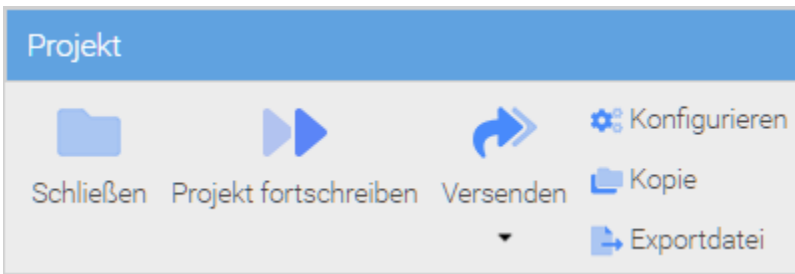 Projekt
Schließen
Projekt fortschreiben
Versenden
Konfigurieren
Kopie
Exportdatei